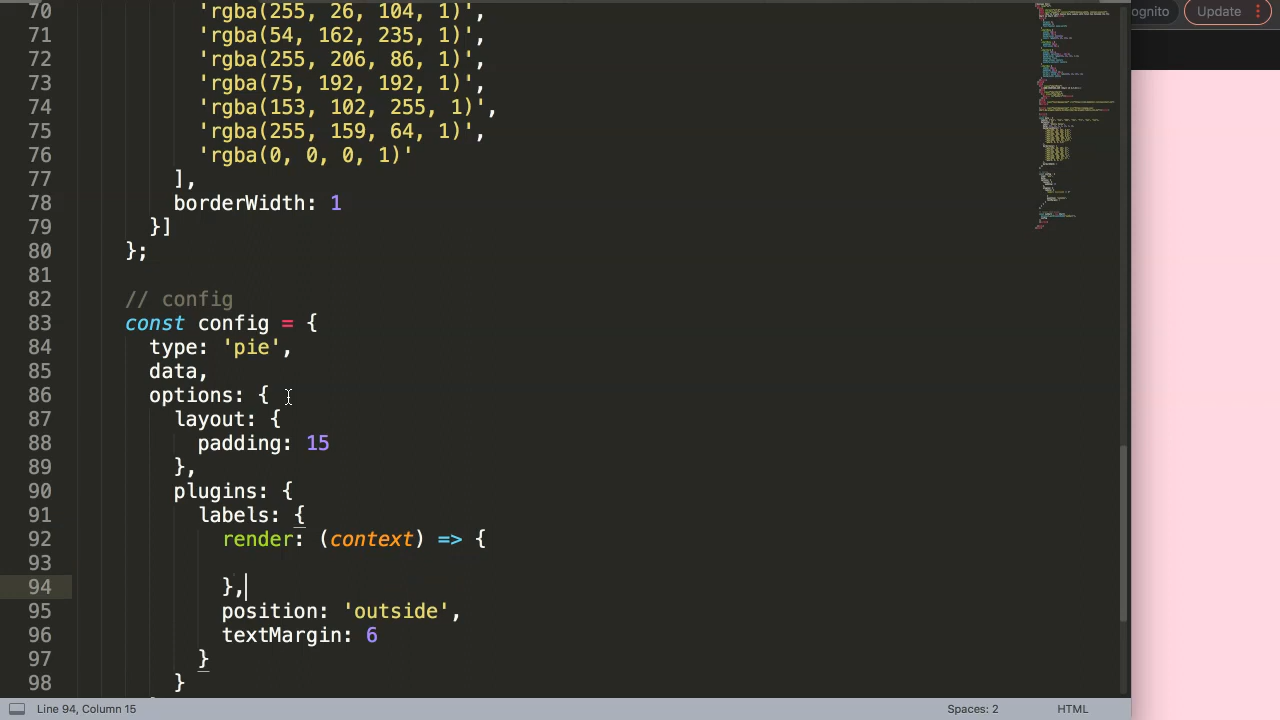 70 'rgba(255, 26, 104, 1)',
71 'rgba(54, 162, 235, 1)',
72 'rgba(255, 206, 86, 1)',
73 'rgba(75, 192, 192, 1)',
74 'rgba(153, 102, 255, 1)',
75 'rgba(255, 159, 64, 1)',
76 'rgba(0, 0, 0, 1)'
77 ],
78 borderWidth: 1
79 }]
80 };
81
82 // config
83 const config = {
84 type: 'pie',
85 data,
86 options: {
87 layout: {
88 padding: 15
89 },
90 plugins: {
91 labels: {
92 render: (context) => {
93
94 },
95 position: 'outside',
96 textMargin: 6
97 }
98 }
Line 94, Column 15
Spaces: 2
HTML
ognito
Update